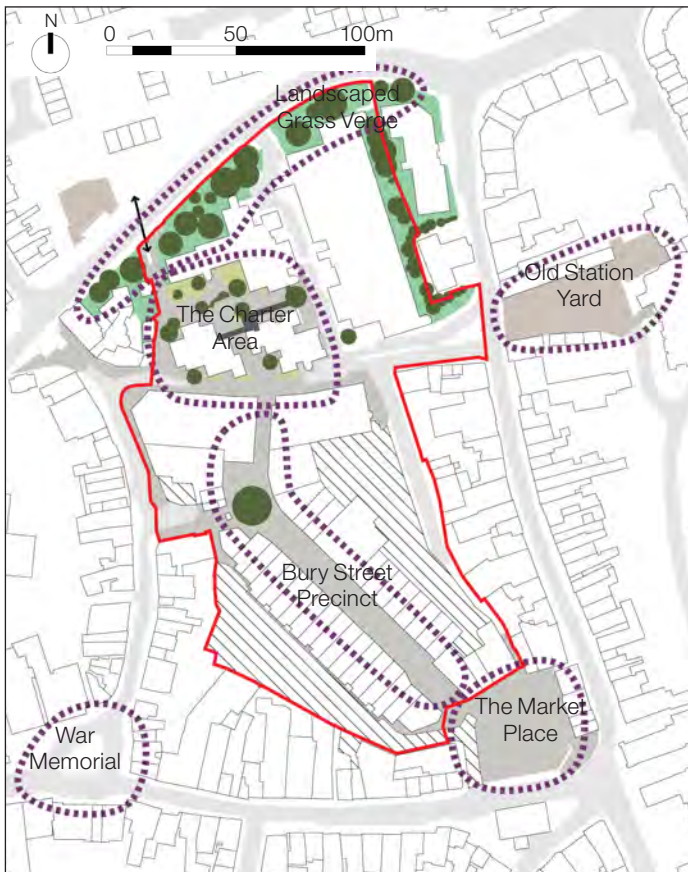 N
0 50 100m
Landscaped
Grass Verge
Old Station
Yard
The Charter
Area
Bury Street
Precinct
The Market
Place
War
Memorial